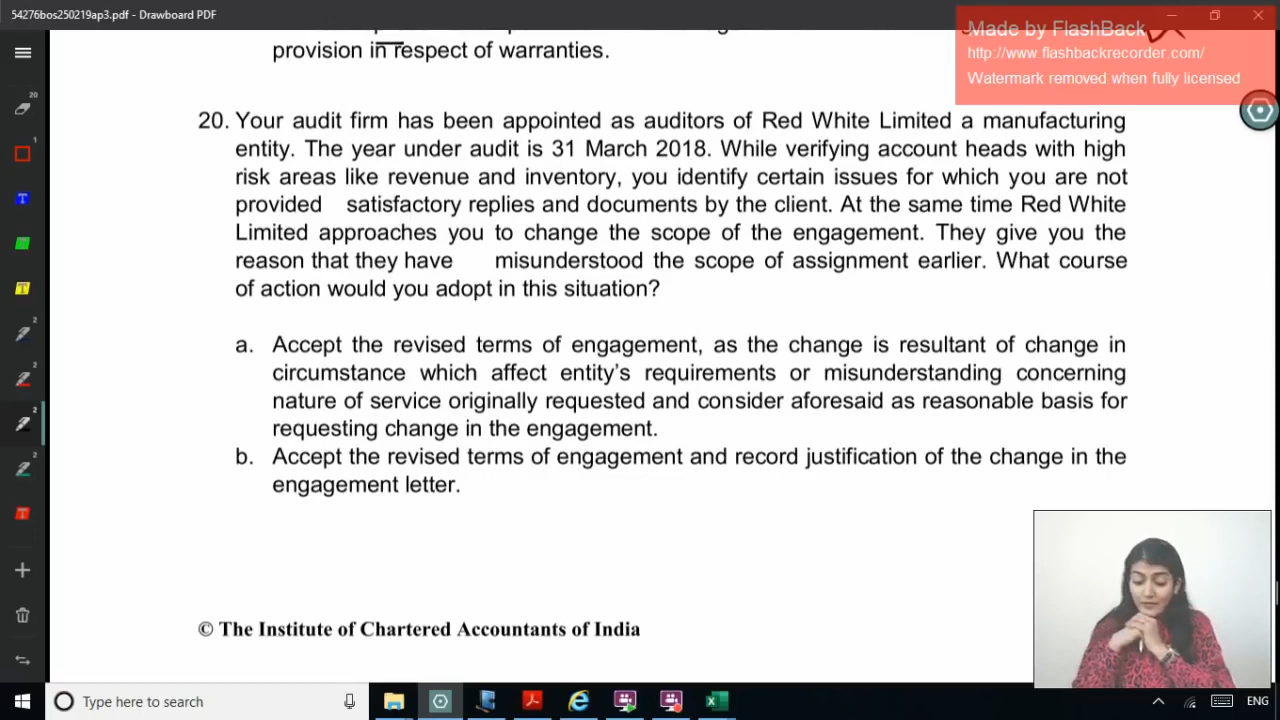 54276bos250219ap3.pdf - Drawboard PDF
Made by FlashBack
http://www.flashbackrecorder.com/
Watermark removed when fully licensed
provision in respect of warranties.
20. Your audit firm has been appointed as auditors of Red White Limited a manufacturing
entity. The year under audit is 31 March 2018. While verifying account heads with high
risk areas like revenue and inventory, you identify certain issues for which you are not
provided satisfactory replies and documents by the client. At the same time Red White
Limited approaches you to change the scope of the engagement. They give you the
reason that they have misunderstood the scope of assignment earlier. What course
of action would you adopt in this situation?
a. Accept the revised terms of engagement, as the change is resultant of change in
circumstance which affect entity's requirements or misunderstanding concerning
nature of service originally requested and consider aforesaid as reasonable basis for
requesting change in the engagement.
b. Accept the revised terms of engagement and record justification of the change in the
engagement letter.
© The Institute of Chartered Accountants of India
Type here to search
ENG